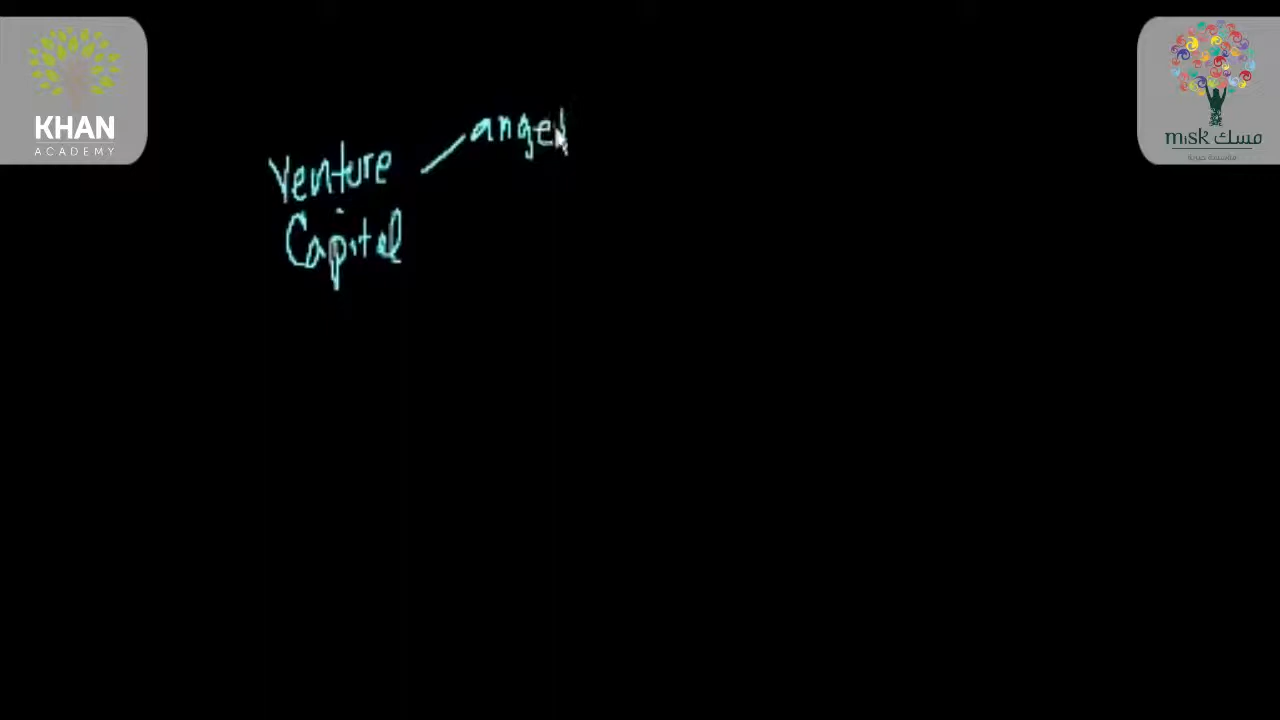 KHAN
ACADEMY
مسك misk
Venture
Capital
angel